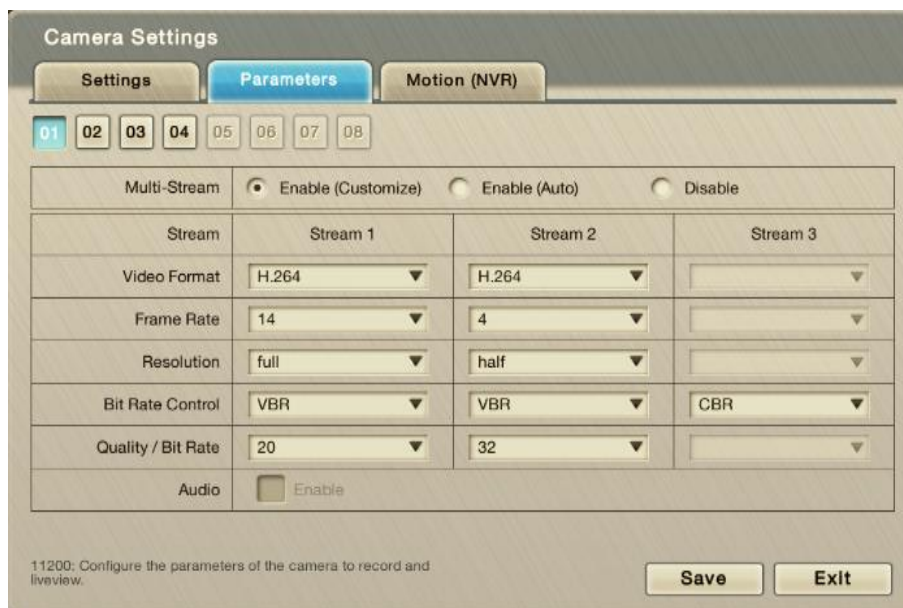 Camera Settings
Settings Parameters Motion (NVR)
01 02 03 04 05 06 07 08
Multi-Stream Enable (Customize) Enable (Auto) Disable
Stream Stream 1 Stream 2 Stream 3
Video Format H.264 H.264
Frame Rate 14 4
Resolution full half
Bit Rate Control VBR VBR CBR
Quality / Bit Rate 20 32
Audio Enable
11200: Configure the parameters of the camera to record and
liveview.
Save Exit